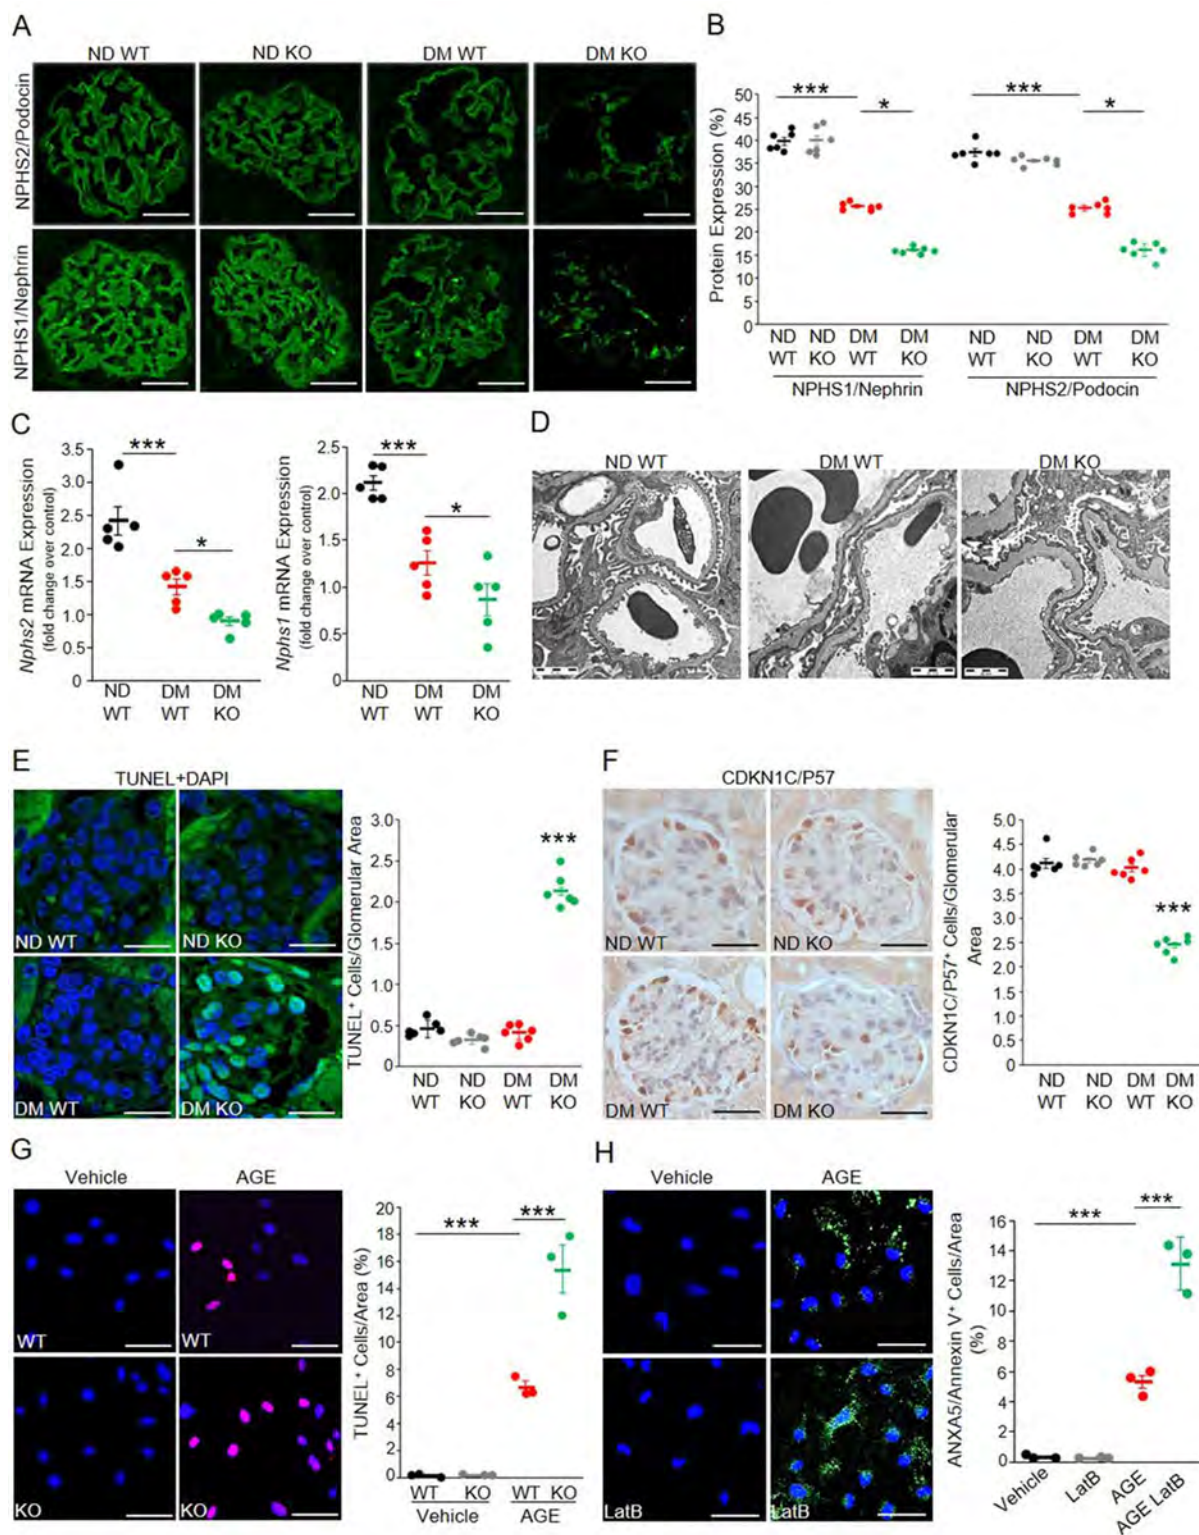 A
ND WT ND KO DM WT DM KO
NPHS2/Podocin
NPHS1/Nephrin
B
Protein Expression (%)
50
45
40
35
30
25
20
15
10
5
0
*** * *** *
ND WT ND KO DM WT DM KO ND WT ND KO DM WT DM KO
NPHS1/Nephrin NPHS2/Podocin
C
Nphs2 mRNA Expression
(fold change over control)
3.5
3.0
2.5
2.0
1.5
1.0
0.5
0
***
*
ND WT DM WT DM KO
Nphs1 mRNA Expression
(fold change over control)
2.5
2.0
1.5
1.0
0.5
0
***
*
ND WT DM WT DM KO
D
ND WT DM WT DM KO
E
TUNEL+DAPI
ND WT ND KO
DM WT DM KO
TUNEL⁺ Cells/Glomerular Area
3.0
2.5
2.0
1.5
1.0
0.5
0
***
ND WT ND KO DM WT DM KO
F
CDKN1C/P57
ND WT ND KO
DM WT DM KO
CDKN1C/P57⁺ Cells/Glomerular
Area
5.0
4.5
4.0
3.5
5.0
2.5
2.0
1.5
1.0
0.5
0
***
ND WT ND KO DM WT DM KO
G
Vehicle AGE
WT WT
KO KO
TUNEL⁺ Cells/Area (%)
20
18
16
14
12
10
8
6
4
2
0
*** ***
WT KO WT KO
Vehicle AGE
H
Vehicle AGE
LatB LatB
ANXA5/Annexin V⁺ Cells/Area
(%)
16
14
12
10
8
6
4
2
0
*** ***
Vehicle LatB AGE AGE LatB